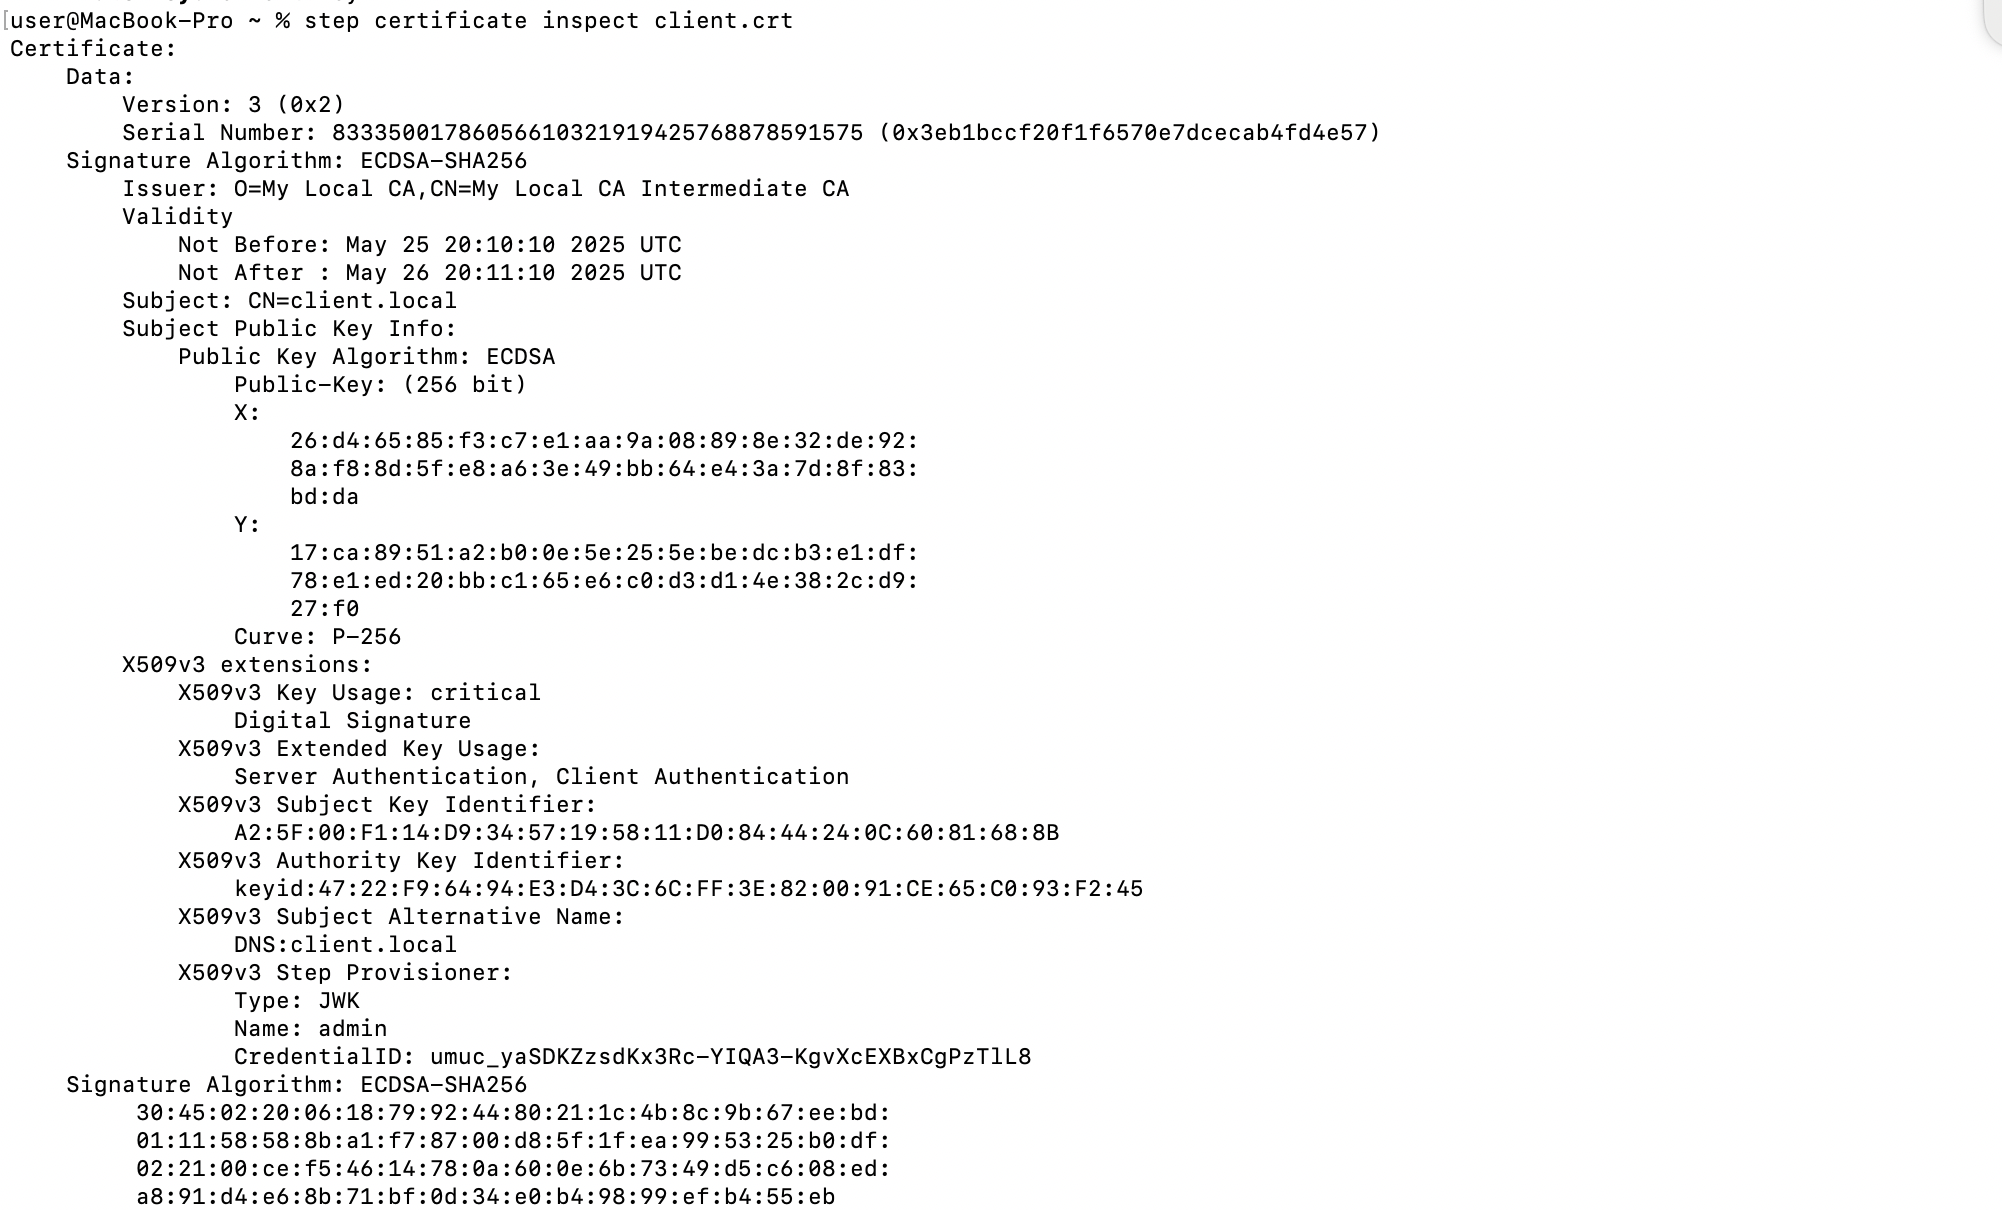 [user@MacBook-Pro ~ % step certificate inspect client.crt
Certificate:
    Data:
        Version: 3 (0x2)
        Serial Number: 83335001786056610321919425768878591575 (0x3eb1bccf20f1f6570e7dcecab4fd4e57)
    Signature Algorithm: ECDSA-SHA256
        Issuer: O=My Local CA,CN=My Local CA Intermediate CA
        Validity
            Not Before: May 25 20:10:10 2025 UTC
            Not After : May 26 20:11:10 2025 UTC
        Subject: CN=client.local
        Subject Public Key Info:
            Public Key Algorithm: ECDSA
                Public-Key: (256 bit)
                X:
                    26:d4:65:85:f3:c7:e1:aa:9a:08:89:8e:32:de:92:
                    8a:f8:8d:5f:e8:a6:3e:49:bb:64:e4:3a:7d:8f:83:
                    bd:da
                Y:
                    17:ca:89:51:a2:b0:0e:5e:25:5e:be:dc:b3:e1:df:
                    78:e1:ed:20:bb:c1:65:e6:c0:d3:d1:4e:38:2c:d9:
                    27:f0
                Curve: P-256
        X509v3 extensions:
            X509v3 Key Usage: critical
                Digital Signature
            X509v3 Extended Key Usage:
                Server Authentication, Client Authentication
            X509v3 Subject Key Identifier:
                A2:5F:00:F1:14:D9:34:57:19:58:11:D0:84:44:24:0C:60:81:68:8B
            X509v3 Authority Key Identifier:
                keyid:47:22:F9:64:94:E3:D4:3C:6C:FF:3E:82:00:91:CE:65:C0:93:F2:45
            X509v3 Subject Alternative Name:
                DNS:client.local
            X509v3 Step Provisioner:
                Type: JWK
                Name: admin
                CredentialID: umuc_yaSDKZzsdKx3Rc-YIQA3-KgvXcEXBxCgPzTlL8
    Signature Algorithm: ECDSA-SHA256
         30:45:02:20:06:18:79:92:44:80:21:1c:4b:8c:9b:67:ee:bd:
         01:11:58:58:8b:a1:f7:87:00:d8:5f:1f:ea:99:53:25:b0:df:
         02:21:00:ce:f5:46:14:78:0a:60:0e:6b:73:49:d5:c6:08:ed:
         a8:91:d4:e6:8b:71:bf:0d:34:e0:b4:98:99:ef:b4:55:eb